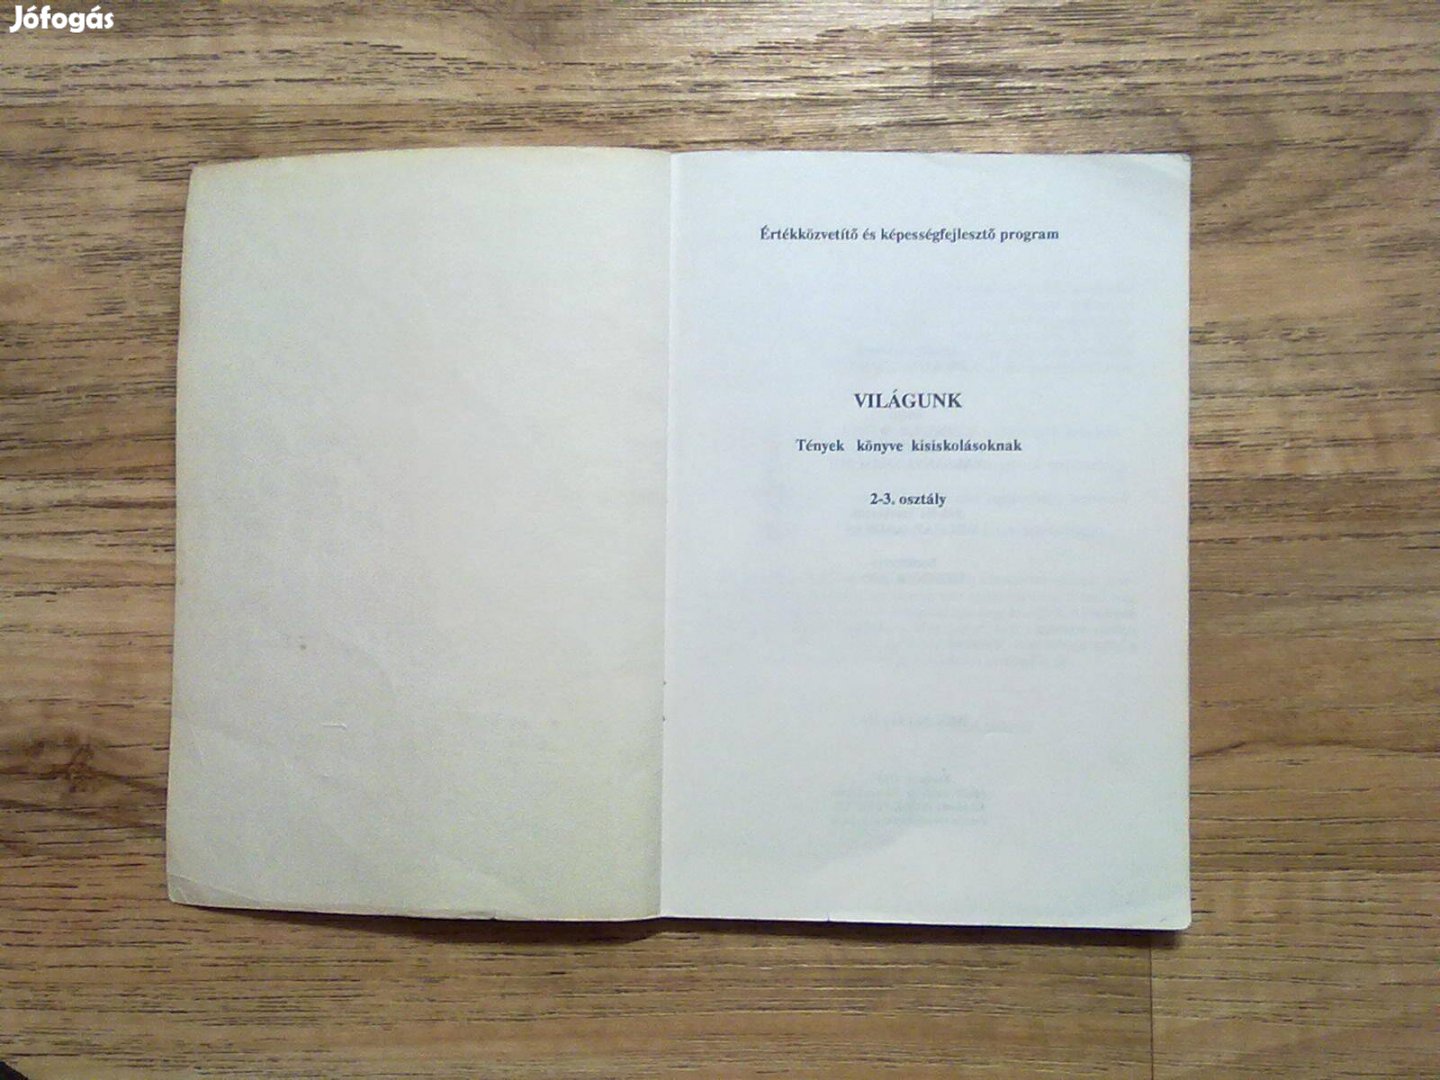 Jófogás
Értékközvetítő és képességfejlesztő program
VILÁGUNK
Tények könyve kisiskolásoknak
2-3. osztály